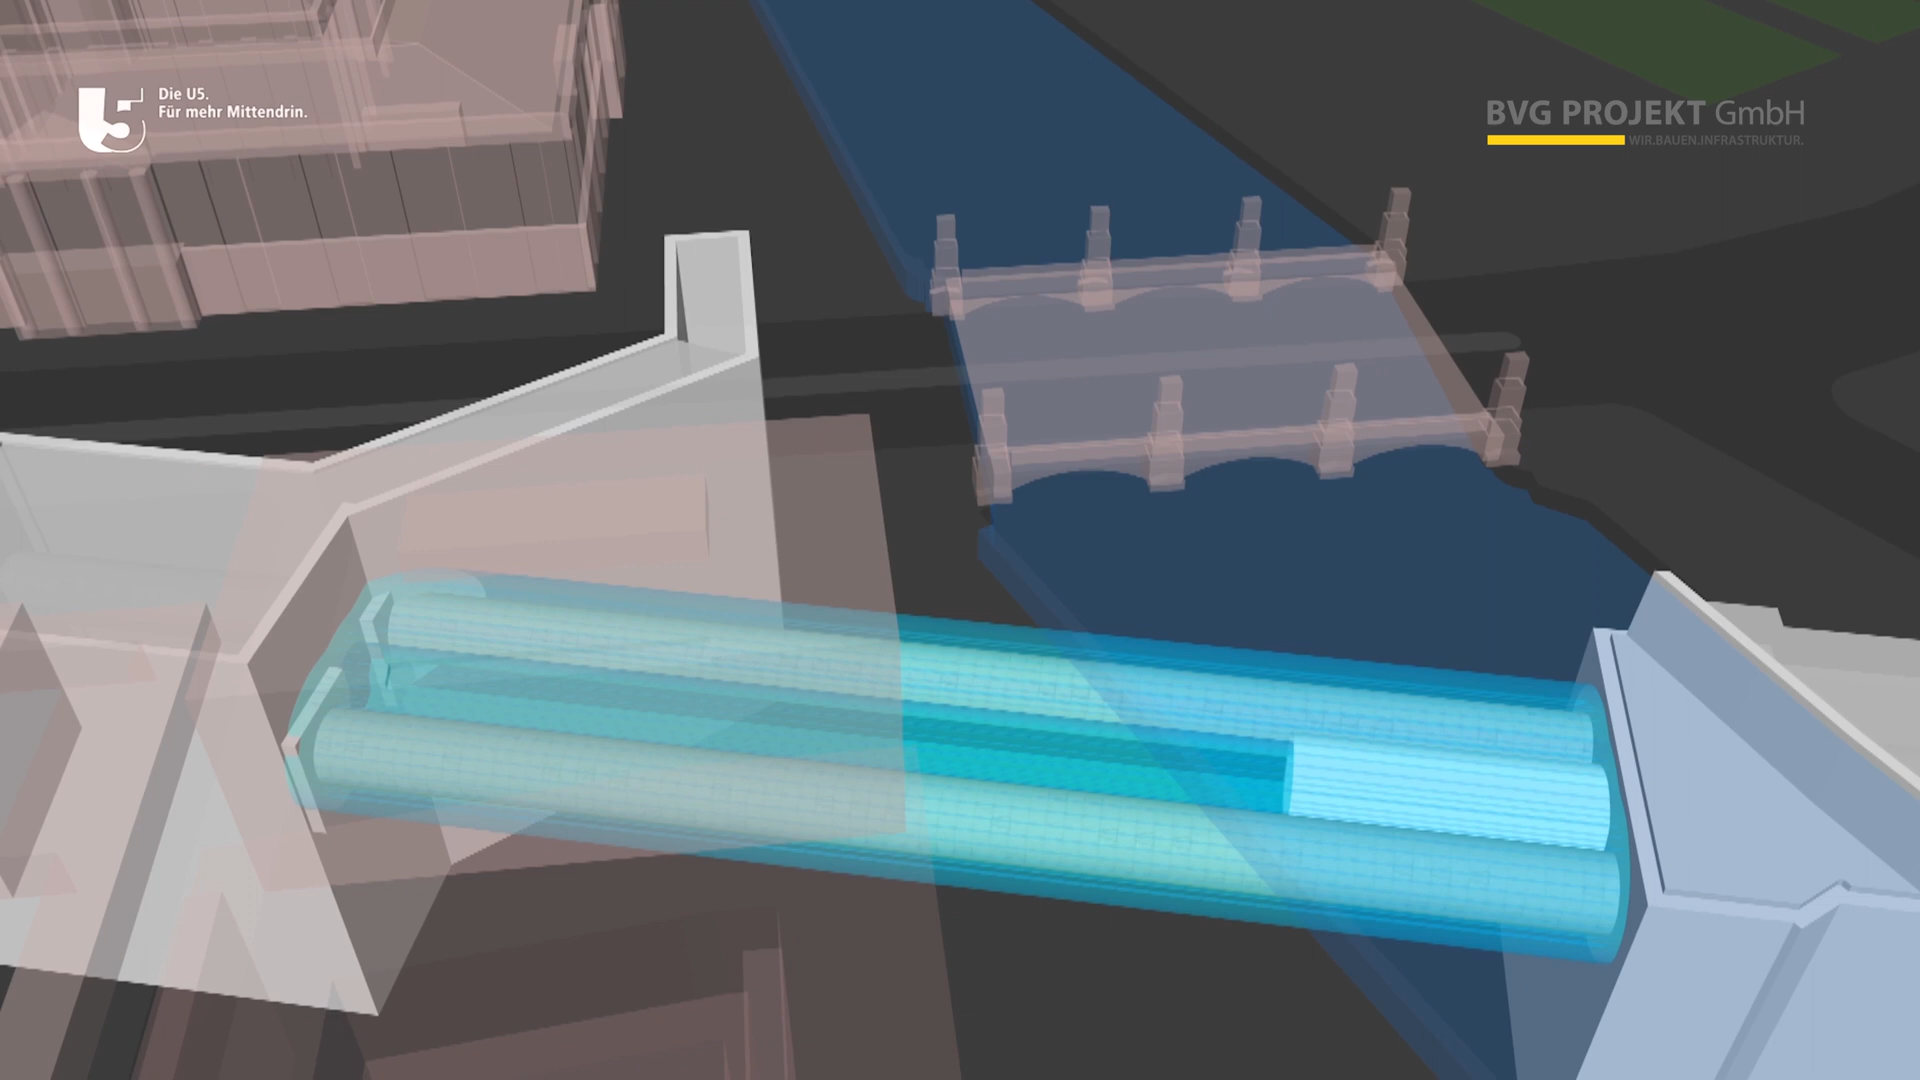 Die U5.
Für mehr Mittendrin.
BVG PROJEKT GmbH
WIR.BAUEN.INFRASTRUKTUR.